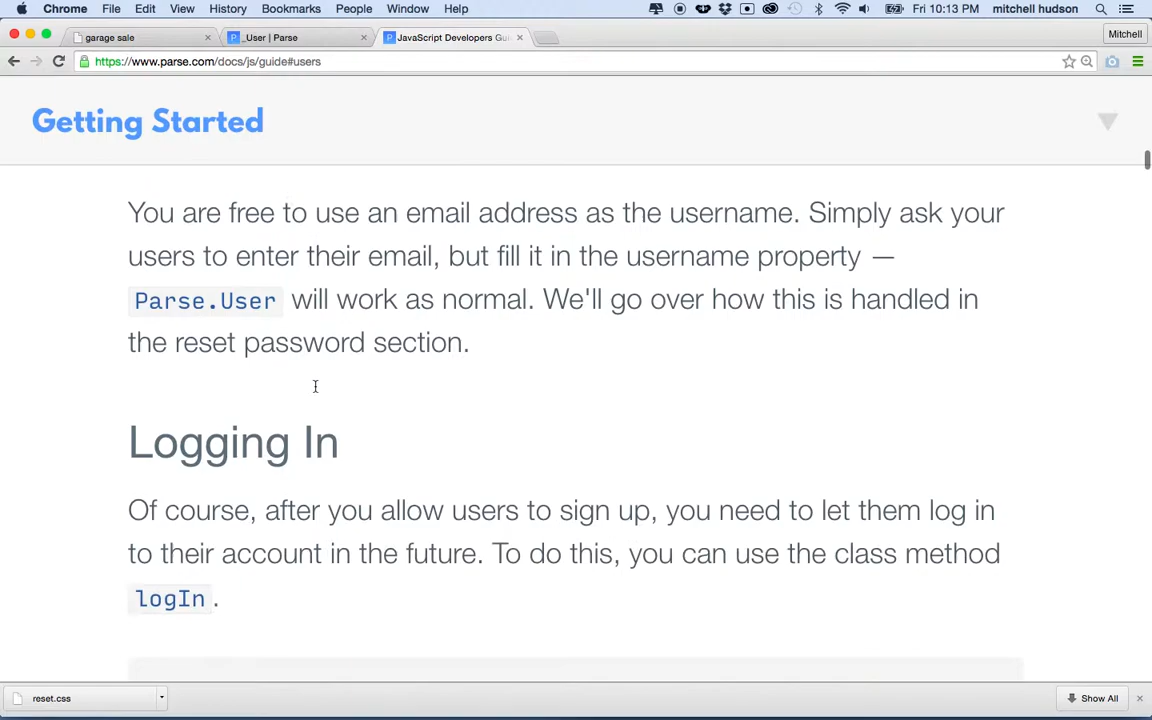 Chrome File Edit View History Bookmarks People Window Help Fri 10:13 PM mitchell hudson
garage sale _User | Parse JavaScript Developers Gui Mitchell
https://www.parse.com/docs/js/guide#users
Getting Started
You are free to use an email address as the username. Simply ask your
users to enter their email, but fill it in the username property —
Parse.User will work as normal. We'll go over how this is handled in
the reset password section.
Logging In
Of course, after you allow users to sign up, you need to let them log in
to their account in the future. To do this, you can use the class method
logIn.
reset.css Show All